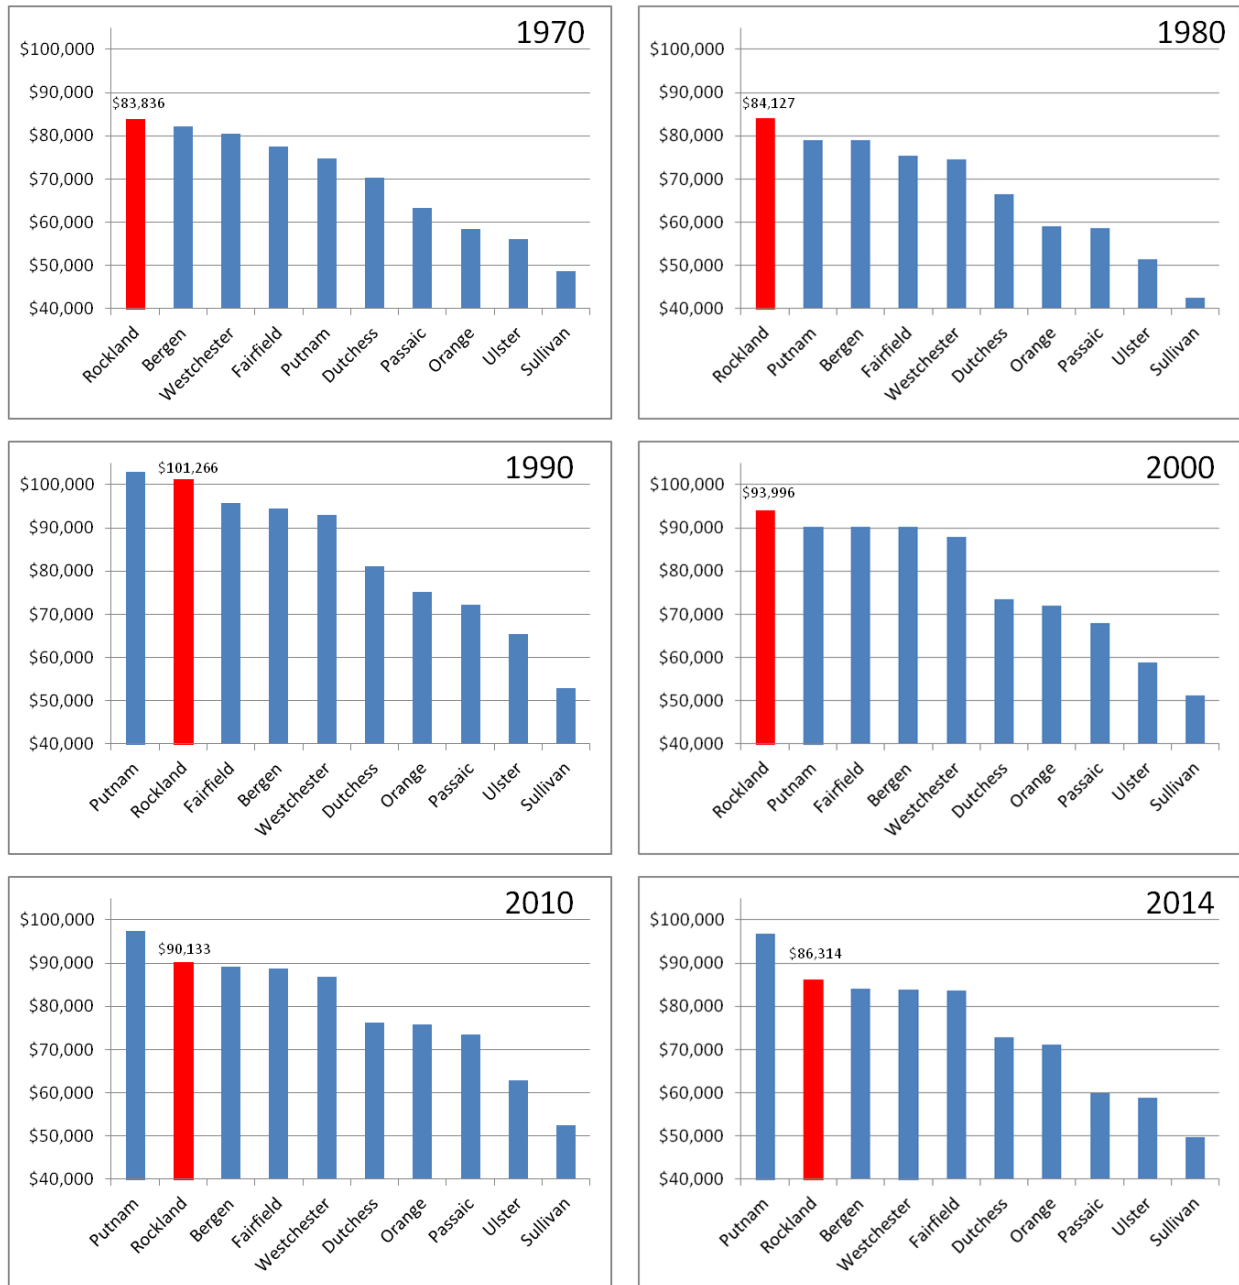 1970
$100,000
$90,000
$80,000
$70,000
$60,000
$50,000
$40,000
$83,836
Rockland
Bergen
Westchester
Fairfield
Putnam
Dutchess
Passaic
Orange
Ulster
Sullivan
1980
$100,000
$90,000
$80,000
$70,000
$60,000
$50,000
$40,000
$84,127
Rockland
Putnam
Bergen
Fairfield
Westchester
Dutchess
Orange
Passaic
Ulster
Sullivan
1990
$100,000
$90,000
$80,000
$70,000
$60,000
$50,000
$40,000
$101,266
Putnam
Rockland
Fairfield
Bergen
Westchester
Dutchess
Orange
Passaic
Ulster
Sullivan
2000
$100,000
$90,000
$80,000
$70,000
$60,000
$50,000
$40,000
$93,996
Rockland
Putnam
Fairfield
Bergen
Westchester
Dutchess
Orange
Passaic
Ulster
Sullivan
2010
$100,000
$90,000
$80,000
$70,000
$60,000
$50,000
$40,000
$90,133
Putnam
Rockland
Bergen
Fairfield
Westchester
Dutchess
Orange
Passaic
Ulster
Sullivan
2014
$100,000
$90,000
$80,000
$70,000
$60,000
$50,000
$40,000
$86,314
Putnam
Rockland
Bergen
Westchester
Fairfield
Dutchess
Orange
Passaic
Ulster
Sullivan